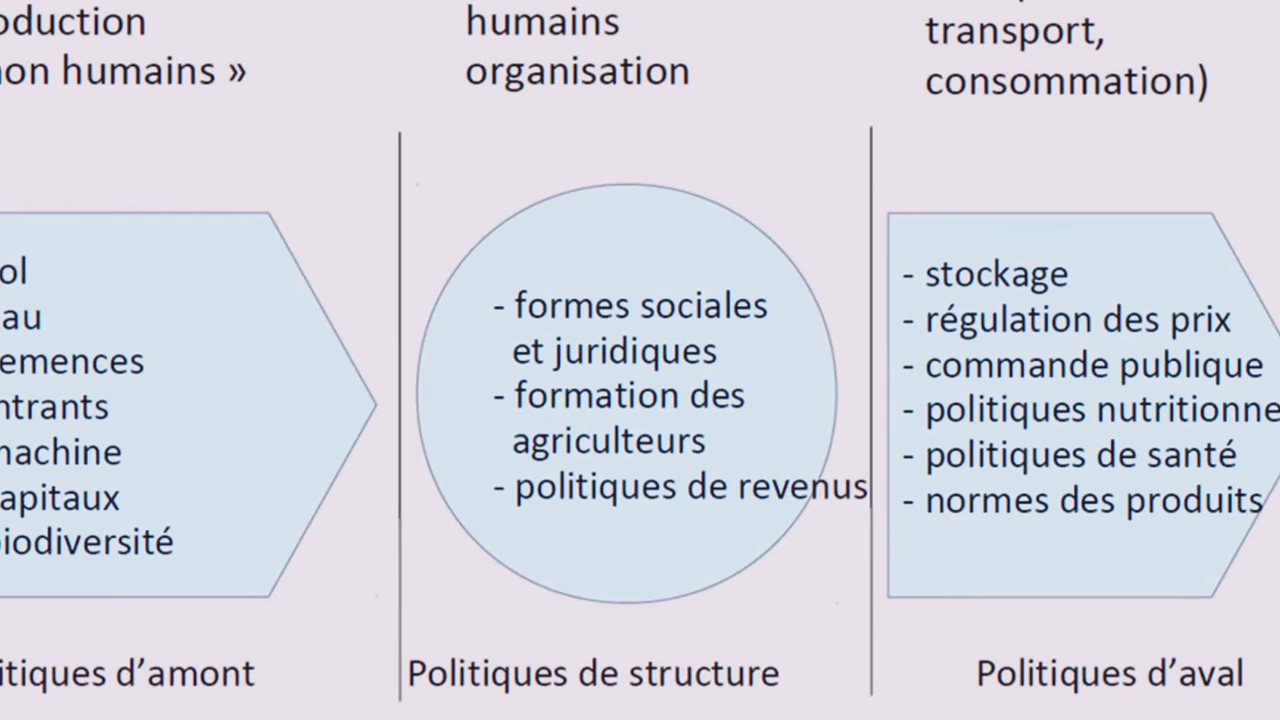 oduction
non humains »
ol
au
emences
ntrants
machine
apitaux
biodiversité
itiques d’amont
humains
organisation
- formes sociales
et juridiques
- formation des
agriculteurs
- politiques de revenus
Politiques de structure
transport,
consommation)
- stockage
- régulation des prix
- commande publique
- politiques nutritionne
- politiques de santé
- normes des produits
Politiques d’aval